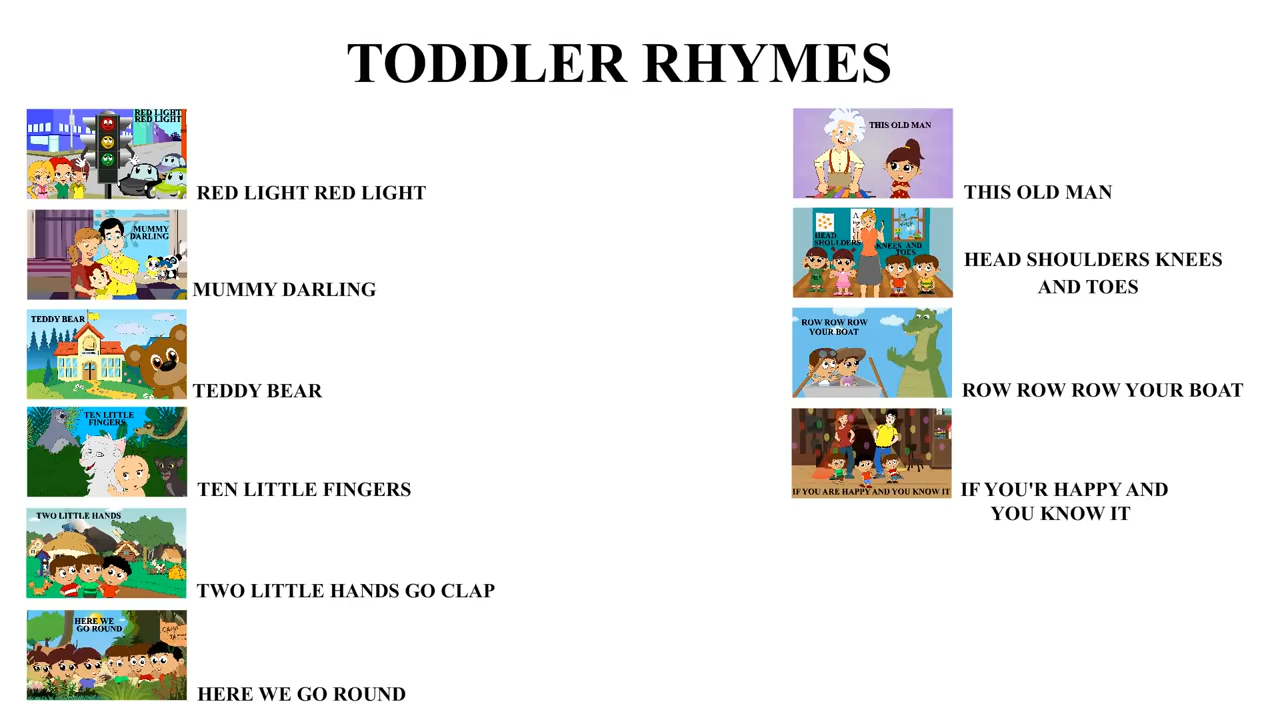 TODDLER RHYMES
RED LIGHT
RED LIGHT
RED LIGHT RED LIGHT
MUMMY
DARLING
MUMMY DARLING
TEDDY BEAR
TEDDY BEAR
TEN LITTLE
FINGERS
TEN LITTLE FINGERS
TWO LITTLE HANDS
TWO LITTLE HANDS GO CLAP
HERE WE
GO ROUND
HERE WE GO ROUND
THIS OLD MAN
THIS OLD MAN
HEAD
SHOULDERS
KNEES AND
TOES
HEAD SHOULDERS KNEES
AND TOES
ROW ROW ROW
YOUR BOAT
ROW ROW ROW YOUR BOAT
IF YOU ARE HAPPY AND YOU KNOW IT
IF YOU'R HAPPY AND
YOU KNOW IT